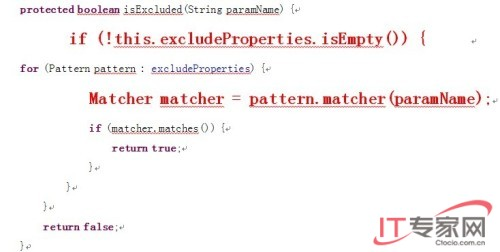 protected boolean isExcluded(String paramName) {
if (!this.excludeProperties.isEmpty()) {
for (Pattern pattern : excludeProperties) {
Matcher matcher = pattern.matcher(paramName);
if (matcher.matches()) {
return true;
}
}
}
return false;
}
IT专家网
Ctocio.com.cn